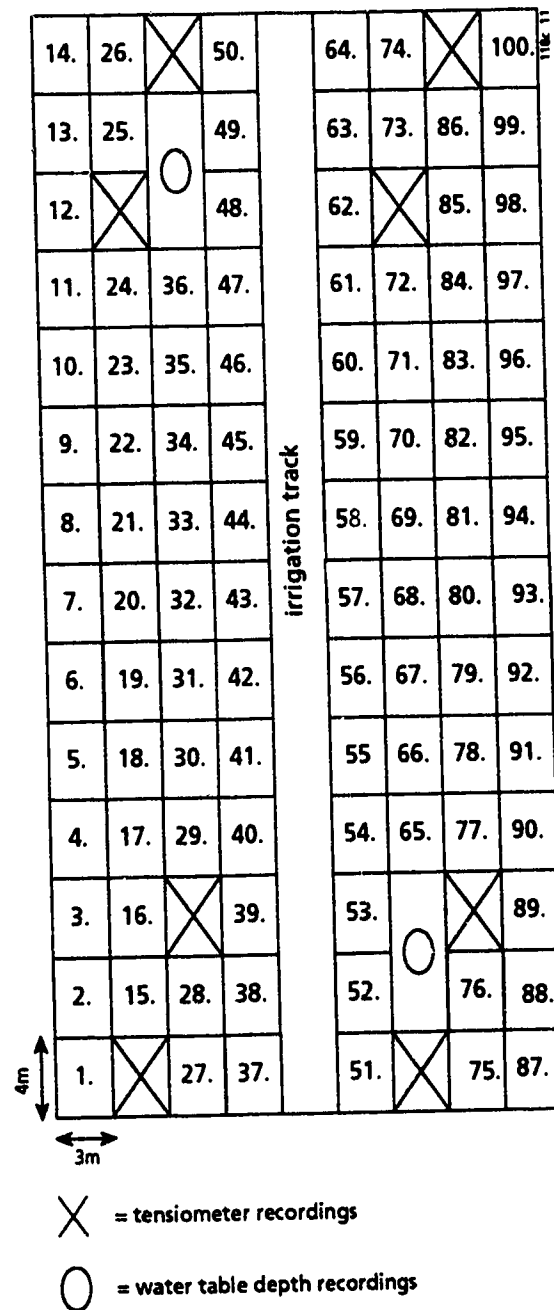 14. 26. 50. 64. 74. 100.
13. 25. 49. 63. 73. 86. 99.
12. 48. 62. 85. 98.
11. 24. 36. 47. 61. 72. 84. 97.
10. 23. 35. 46. 60. 71. 83. 96.
9. 22. 34. 45. 59. 70. 82. 95.
irrigation track
8. 21. 33. 44. 58. 69. 81. 94.
7. 20. 32. 43. 57. 68. 80. 93.
6. 19. 31. 42. 56. 67. 79. 92.
5. 18. 30. 41. 55 66. 78. 91.
4. 17. 29. 40. 54. 65. 77. 90.
3. 16. 39. 53. 89.
2. 15. 28. 38. 52. 76. 88.
4m
1. 27. 37. 51. 75. 87.
3m
= tensiometer recordings
= water table depth recordings